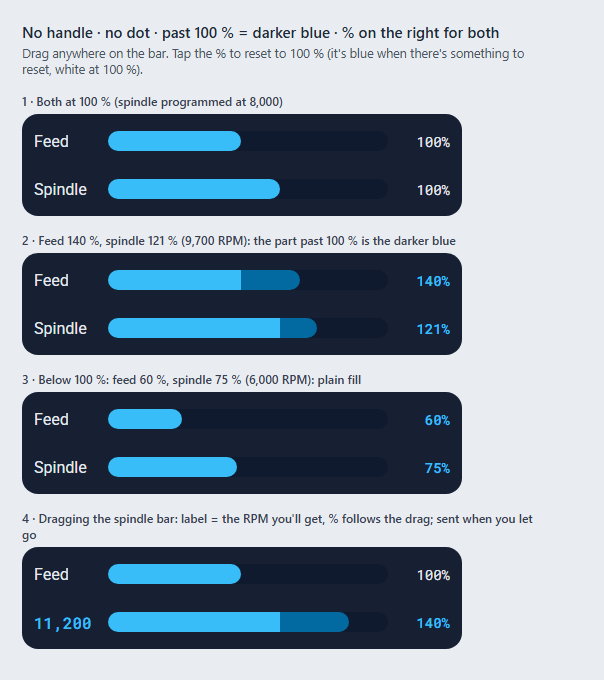 No handle · no dot · past 100 % = darker blue · % on the right for both
Drag anywhere on the bar. Tap the % to reset to 100 % (it's blue when there's something to
reset, white at 100 %).
1 · Both at 100 % (spindle programmed at 8,000)
Feed 100%
Spindle 100%
2 · Feed 140 %, spindle 121 % (9,700 RPM): the part past 100 % is the darker blue
Feed 140%
Spindle 121%
3 · Below 100 %: feed 60 %, spindle 75 % (6,000 RPM): plain fill
Feed 60%
Spindle 75%
4 · Dragging the spindle bar: label = the RPM you'll get, % follows the drag; sent when you let
go
Feed 100%
11,200 140%